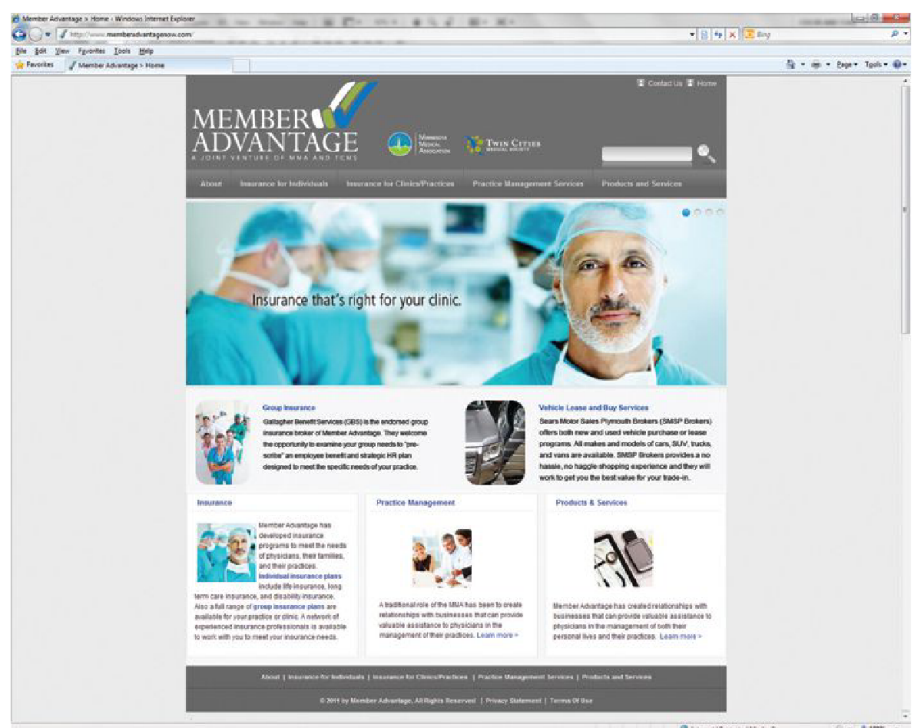 Member Advantage > Home - Windows Internet Explorer
http://www.memberadvantagenow.com/
Bing
File Edit View Favorites Tools Help
Favorites Member Advantage > Home
Page Tools
Contact Us Home
MEMBER
ADVANTAGE
A JOINT VENTURE OF MMA AND TCMS
MINNESOTA
MEDICAL
ASSOCIATION
TWIN CITIES
MEDICAL SOCIETY
About Insurance for Individuals Insurance for Clinics/Practices Practice Management Services Products and Services
Insurance that's right for your clinic.
Group Insurance
Gallagher Benefit Services (GBS) is the endorsed group
insurance broker of Member Advantage. They welcome
the opportunity to examine your group needs to "pre-
scribe" an employee benefit and strategic HR plan
designed to meet the specific needs of your practice.
Vehicle Lease and Buy Services
Sears Motor Sales Plymouth Brokers (SMSP Brokers)
offers both new and used vehicle purchase or lease
programs. All makes and models of cars, SUV, trucks,
and vans are available. SMSP Brokers provides a no
hassle, no haggle shopping experience and they will
work to get you the best value for your trade-in.
Insurance
Member Advantage has
developed insurance
programs to meet the needs
of physicians, their families,
and their practices.
Individual insurance plans
include life insurance, long
term care insurance, and disability insurance.
Also a full range of group insurance plans are
available for your practice or clinic. A network of
experienced insurance professionals is available
to work with you to meet your insurance needs.
Practice Management
A traditional role of the MMA has been to create
relationships with businesses that can provide
valuable assistance to physicians in the
management of their practices. Learn more >
Products & Services
Member Advantage has created relationships with
businesses that can provide valuable assistance to
physicians in the management of both their
personal lives and their practices. Learn more >
About | Insurance for Individuals | Insurance for Clinics/Practices | Practice Management Services | Products and Services
© 2011 by Member Advantage, All Rights Reserved | Privacy Statement | Terms Of Use